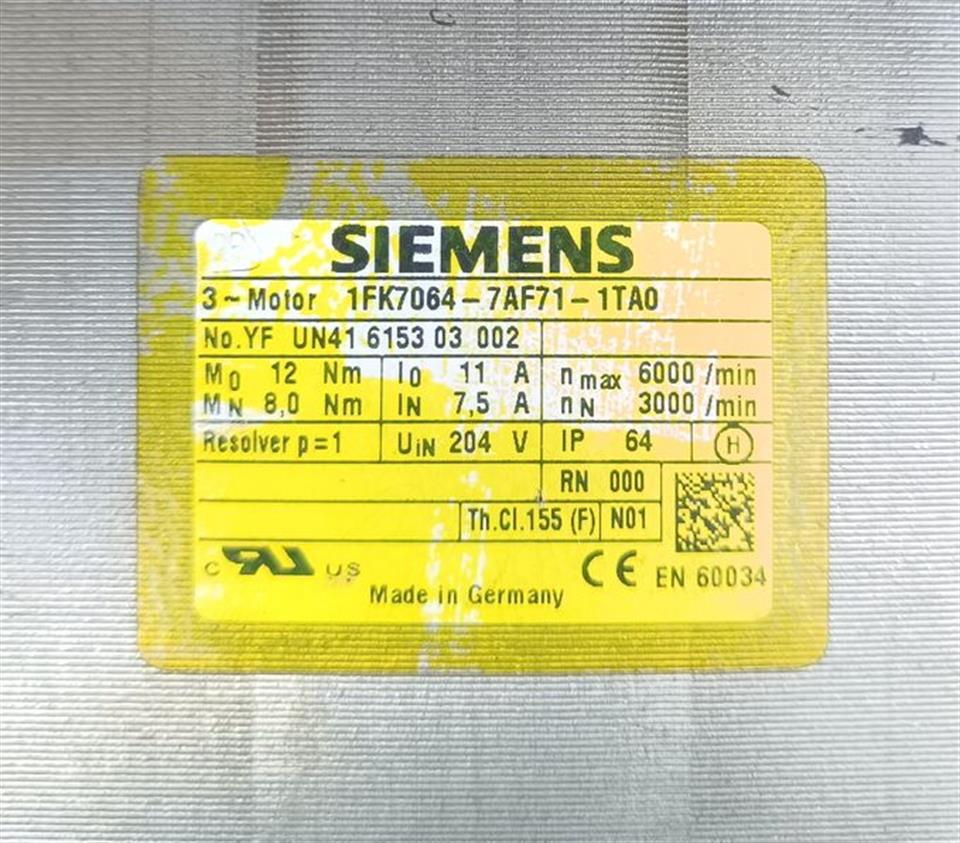 SIEMENS
3~Motor 1FK7064-7AF71-1TA0
No.YF UN41 6153 03 002
M0 12 Nm I0 11 A nmax 6000 /min
MN 8,0 Nm IN 7,5 A nN 3000 /min
Resolver p=1 UIN 204 V IP 64 H
RN 000
Th.Cl.155 (F) N01
C RU US CE EN 60034
Made in Germany